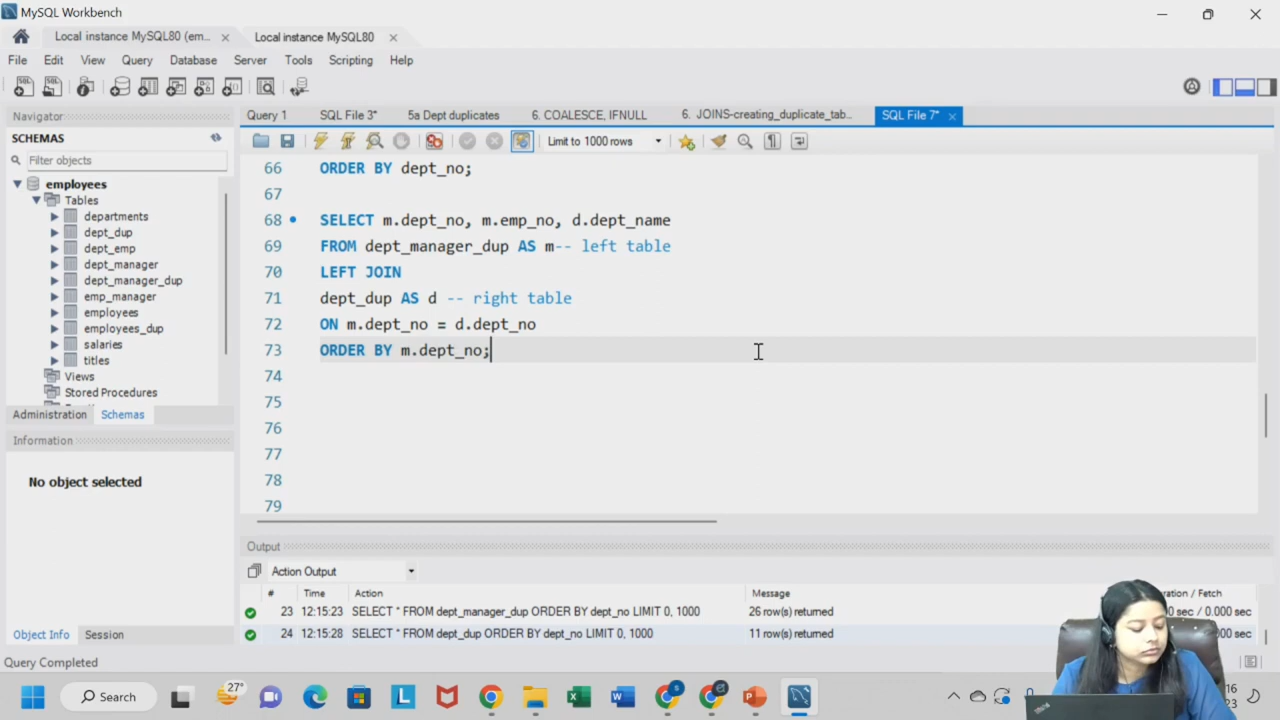 MySQL Workbench
Local instance MySQL80 (em...
Local instance MySQL80
File Edit View Query Database Server Tools Scripting Help
Navigator
SCHEMAS
Filter objects
employees
Tables
departments
dept_dup
dept_emp
dept_manager
dept_manager_dup
emp_manager
employees
employees_dup
salaries
titles
Views
Stored Procedures
Administration Schemas
Information
No object selected
Object Info Session
Query Completed
Query 1 SQL File 3* 5a Dept duplicates 6. COALESCE, IFNULL 6. JOINS-creating_duplicate_tab... SQL File 7*
Limit to 1000 rows
66 ORDER BY dept_no;
67
68 SELECT m.dept_no, m.emp_no, d.dept_name
69 FROM dept_manager_dup AS m-- left table
70 LEFT JOIN
71 dept_dup AS d -- right table
72 ON m.dept_no = d.dept_no
73 ORDER BY m.dept_no;
74
75
76
77
78
79
Output
Action Output
# Time Action Message / Fetch
23 12:15:23 SELECT * FROM dept_manager_dup ORDER BY dept_no LIMIT 0, 1000 26 row(s) returned sec / 0.000 sec
24 12:15:28 SELECT * FROM dept_dup ORDER BY dept_no LIMIT 0, 1000 11 row(s) returned sec
27°
Search